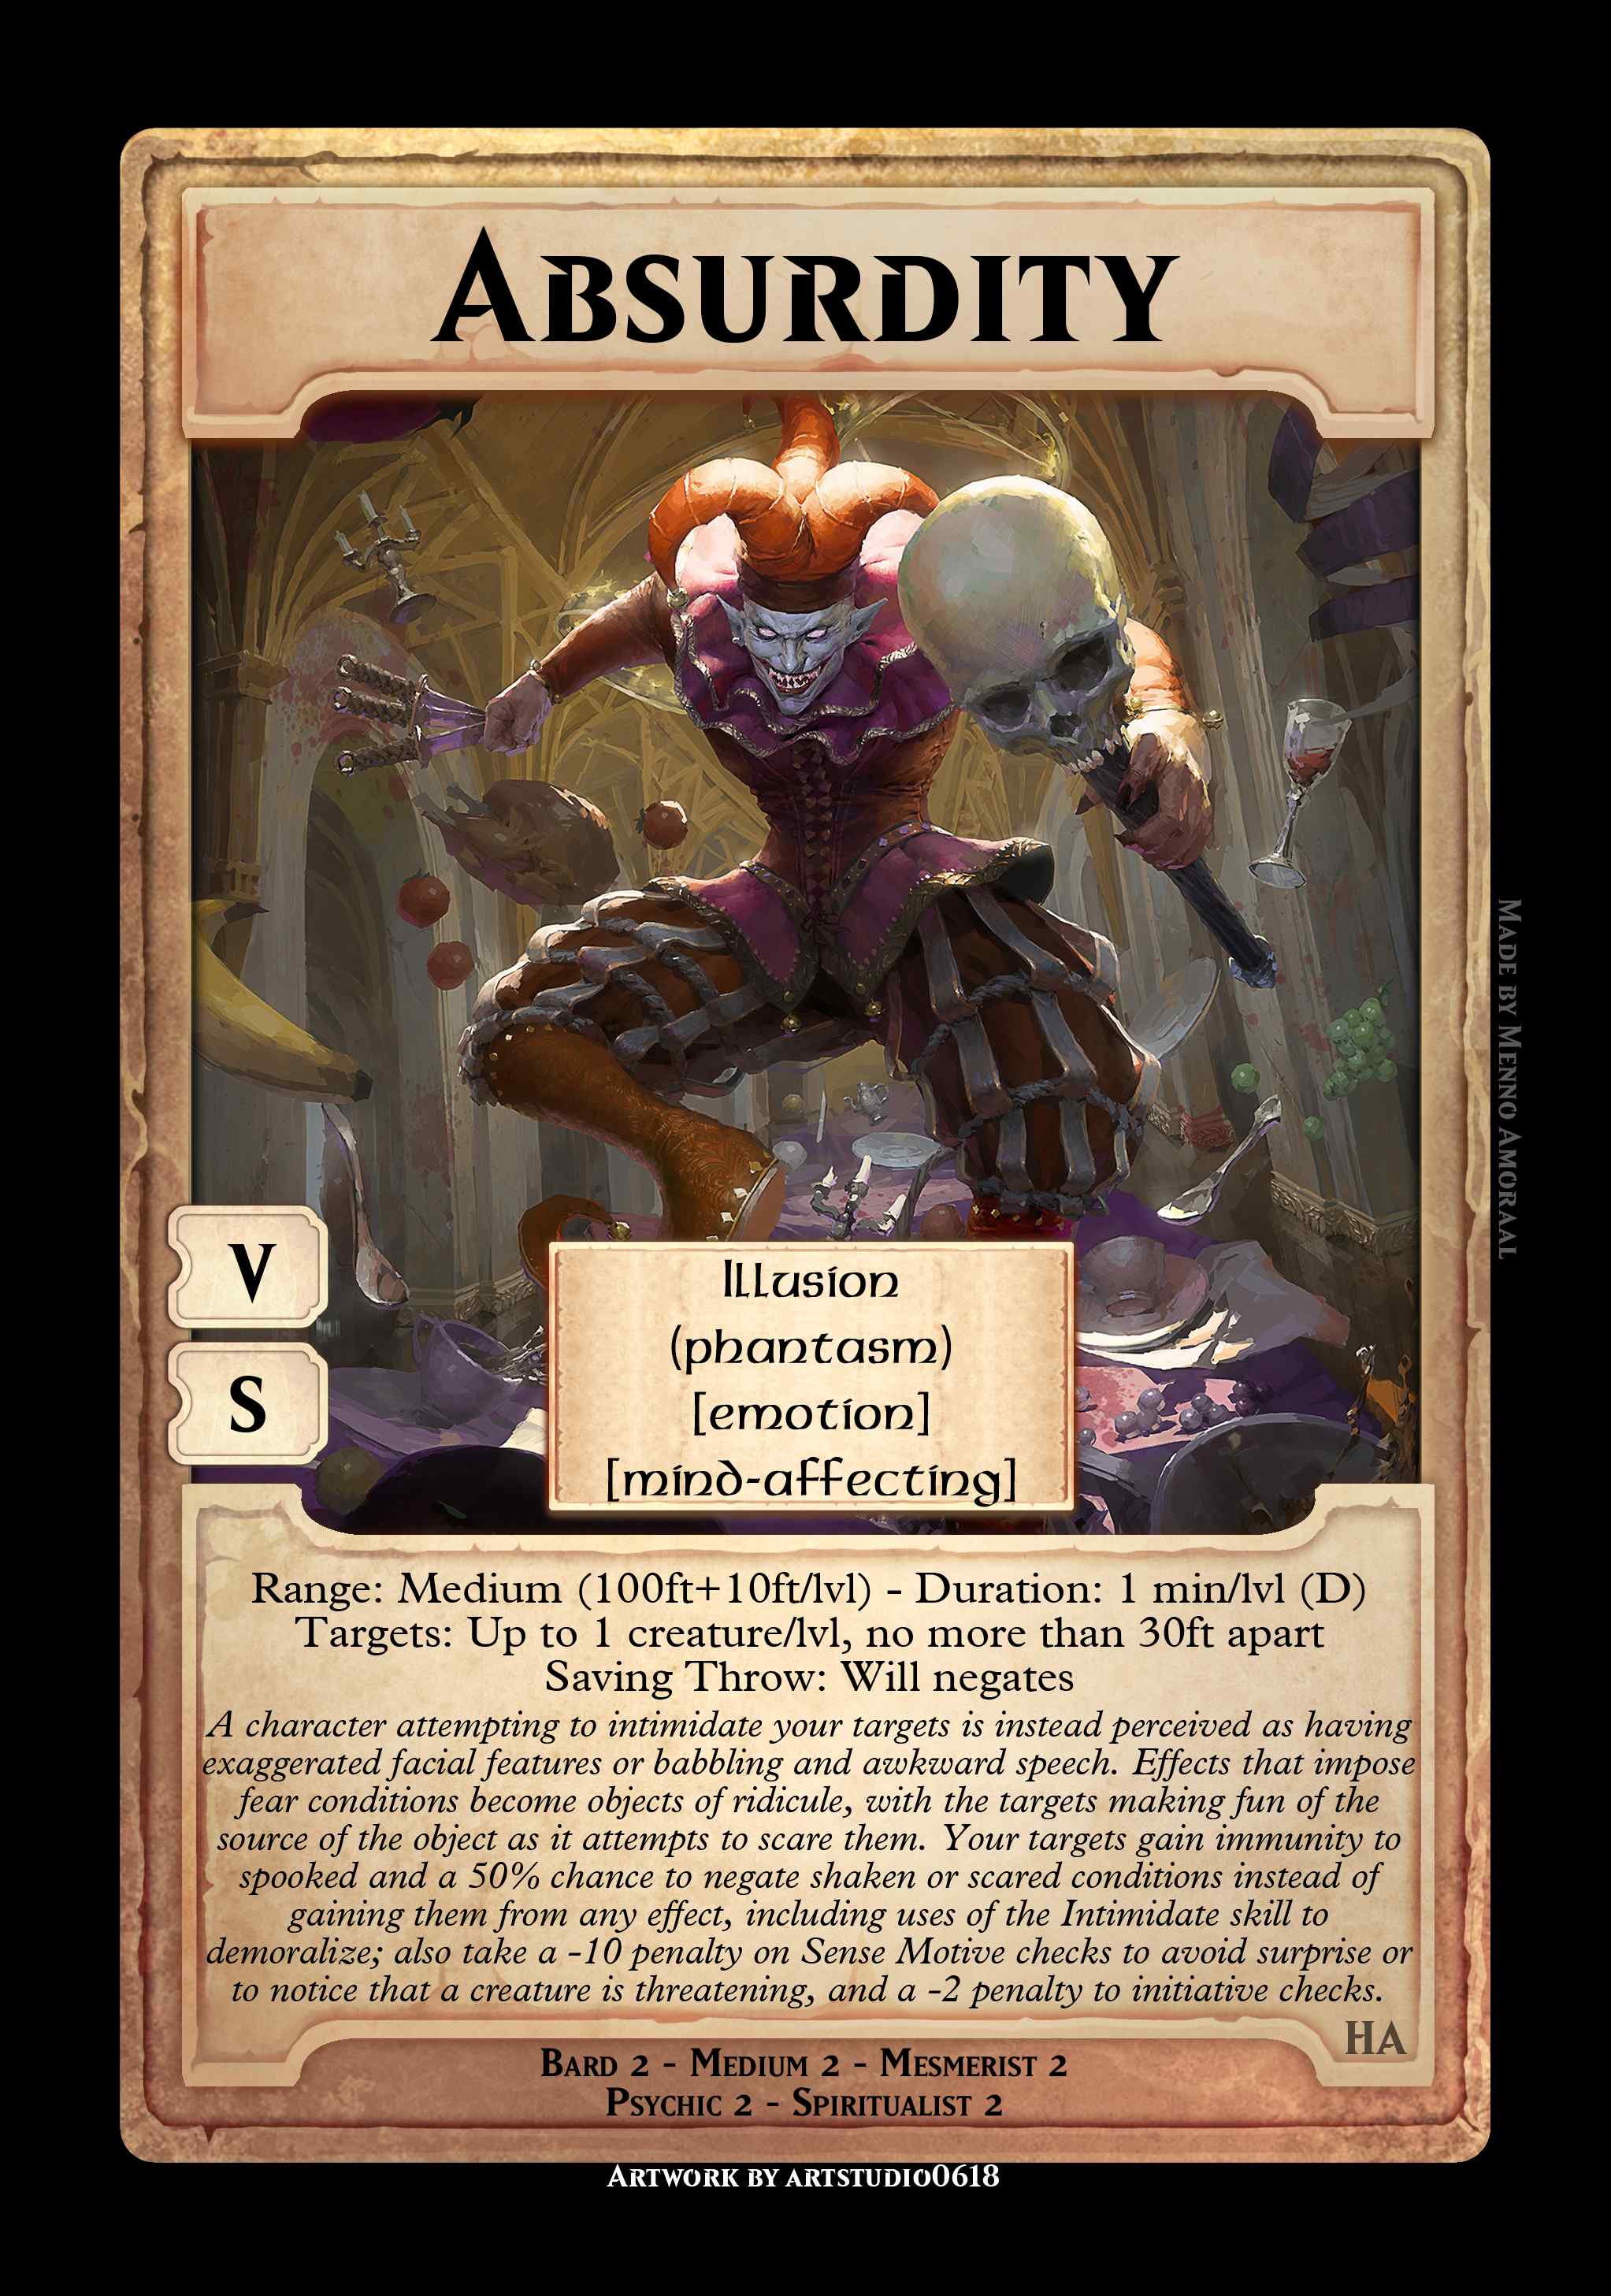 Absurdity
V
S
Illusion
(phantasm)
[emotion]
[mind-affecting]
Range: Medium (100ft+10ft/lvl) - Duration: 1 min/lvl (D)
Targets: Up to 1 creature/lvl, no more than 30ft apart
Saving Throw: Will negates
A character attempting to intimidate your targets is instead perceived as having
exaggerated facial features or babbling and awkward speech. Effects that impose
fear conditions become objects of ridicule, with the targets making fun of the
source of the object as it attempts to scare them. Your targets gain immunity to
spooked and a 50% chance to negate shaken or scared conditions instead of
gaining them from any effect, including uses of the Intimidate skill to
demoralize; also take a -10 penalty on Sense Motive checks to avoid surprise or
to notice that a creature is threatening, and a -2 penalty to initiative checks.
HA
Bard 2 - Medium 2 - Mesmerist 2
Psychic 2 - Spiritualist 2
Artwork by artstudio0618
Made by Menno Amoraal